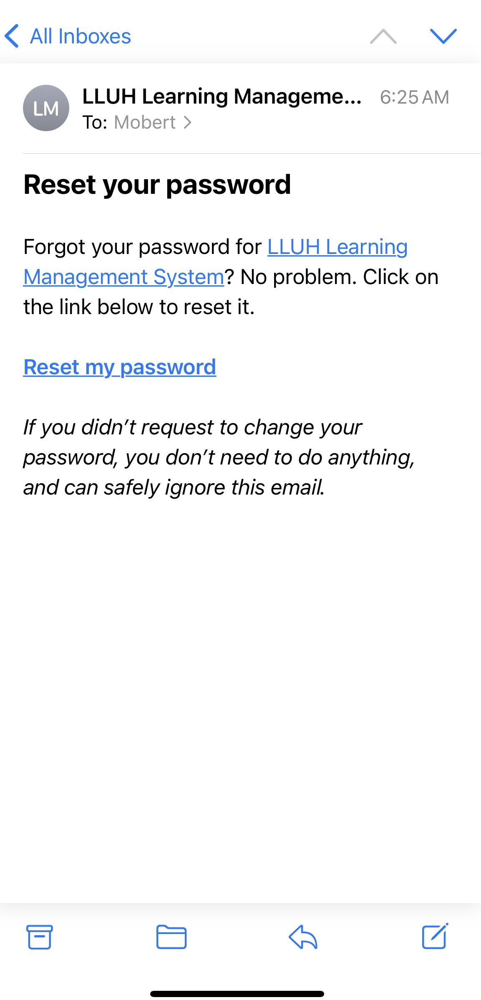 All Inboxes
LM
LLUH Learning Manageme... 6:25 AM
To: Mobert
Reset your password
Forgot your password for LLUH Learning
Management System? No problem. Click on
the link below to reset it.
Reset my password
If you didn’t request to change your
password, you don’t need to do anything,
and can safely ignore this email.